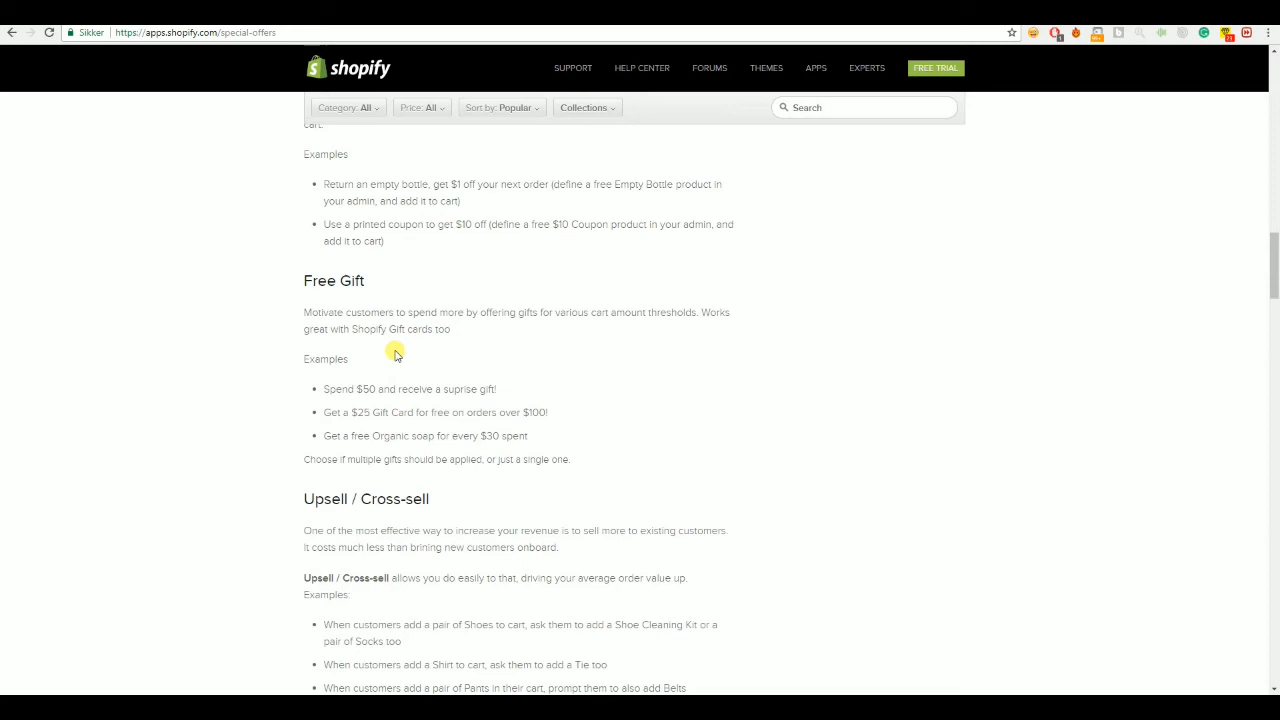 Sikker https://apps.shopify.com/special-offers
shopify
SUPPORT HELP CENTER FORUMS THEMES APPS EXPERTS FREE TRIAL
Category: All Price: All Sort by: Popular Collections Search
cart.
Examples
Return an empty bottle, get $1 off your next order (define a free Empty Bottle product in
your admin, and add it to cart)
Use a printed coupon to get $10 off (define a free $10 Coupon product in your admin, and
add it to cart)
Free Gift
Motivate customers to spend more by offering gifts for various cart amount thresholds. Works
great with Shopify Gift cards too
Examples
Spend $50 and receive a suprise gift!
Get a $25 Gift Card for free on orders over $100!
Get a free Organic soap for every $30 spent
Choose if multiple gifts should be applied, or just a single one.
Upsell / Cross-sell
One of the most effective way to increase your revenue is to sell more to existing customers.
It costs much less than brining new customers onboard.
Upsell / Cross-sell allows you do easily to that, driving your average order value up.
Examples:
When customers add a pair of Shoes to cart, ask them to add a Shoe Cleaning Kit or a
pair of Socks too
When customers add a Shirt to cart, ask them to add a Tie too
When customers add a pair of Pants in their cart, prompt them to also add Belts